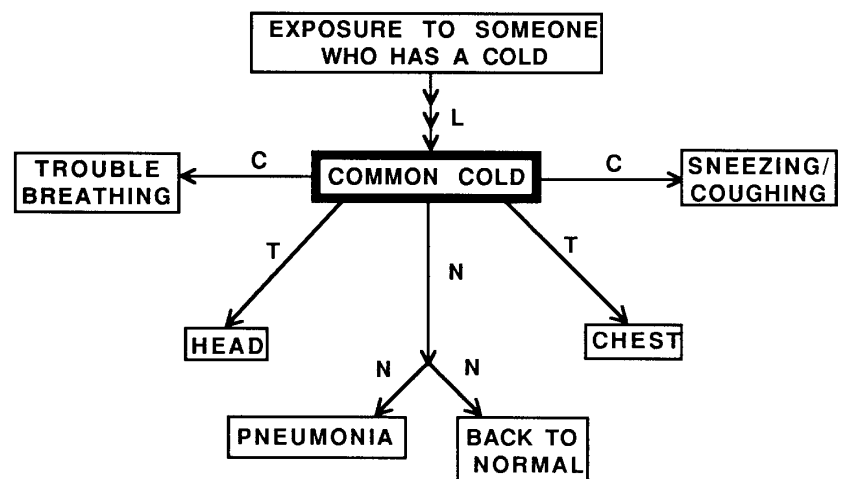 EXPOSURE TO SOMEONE
WHO HAS A COLD
L
TROUBLE
BREATHING
C
COMMON COLD
C
SNEEZING/
COUGHING
T
T
N
HEAD
CHEST
N
N
PNEUMONIA
BACK TO
NORMAL